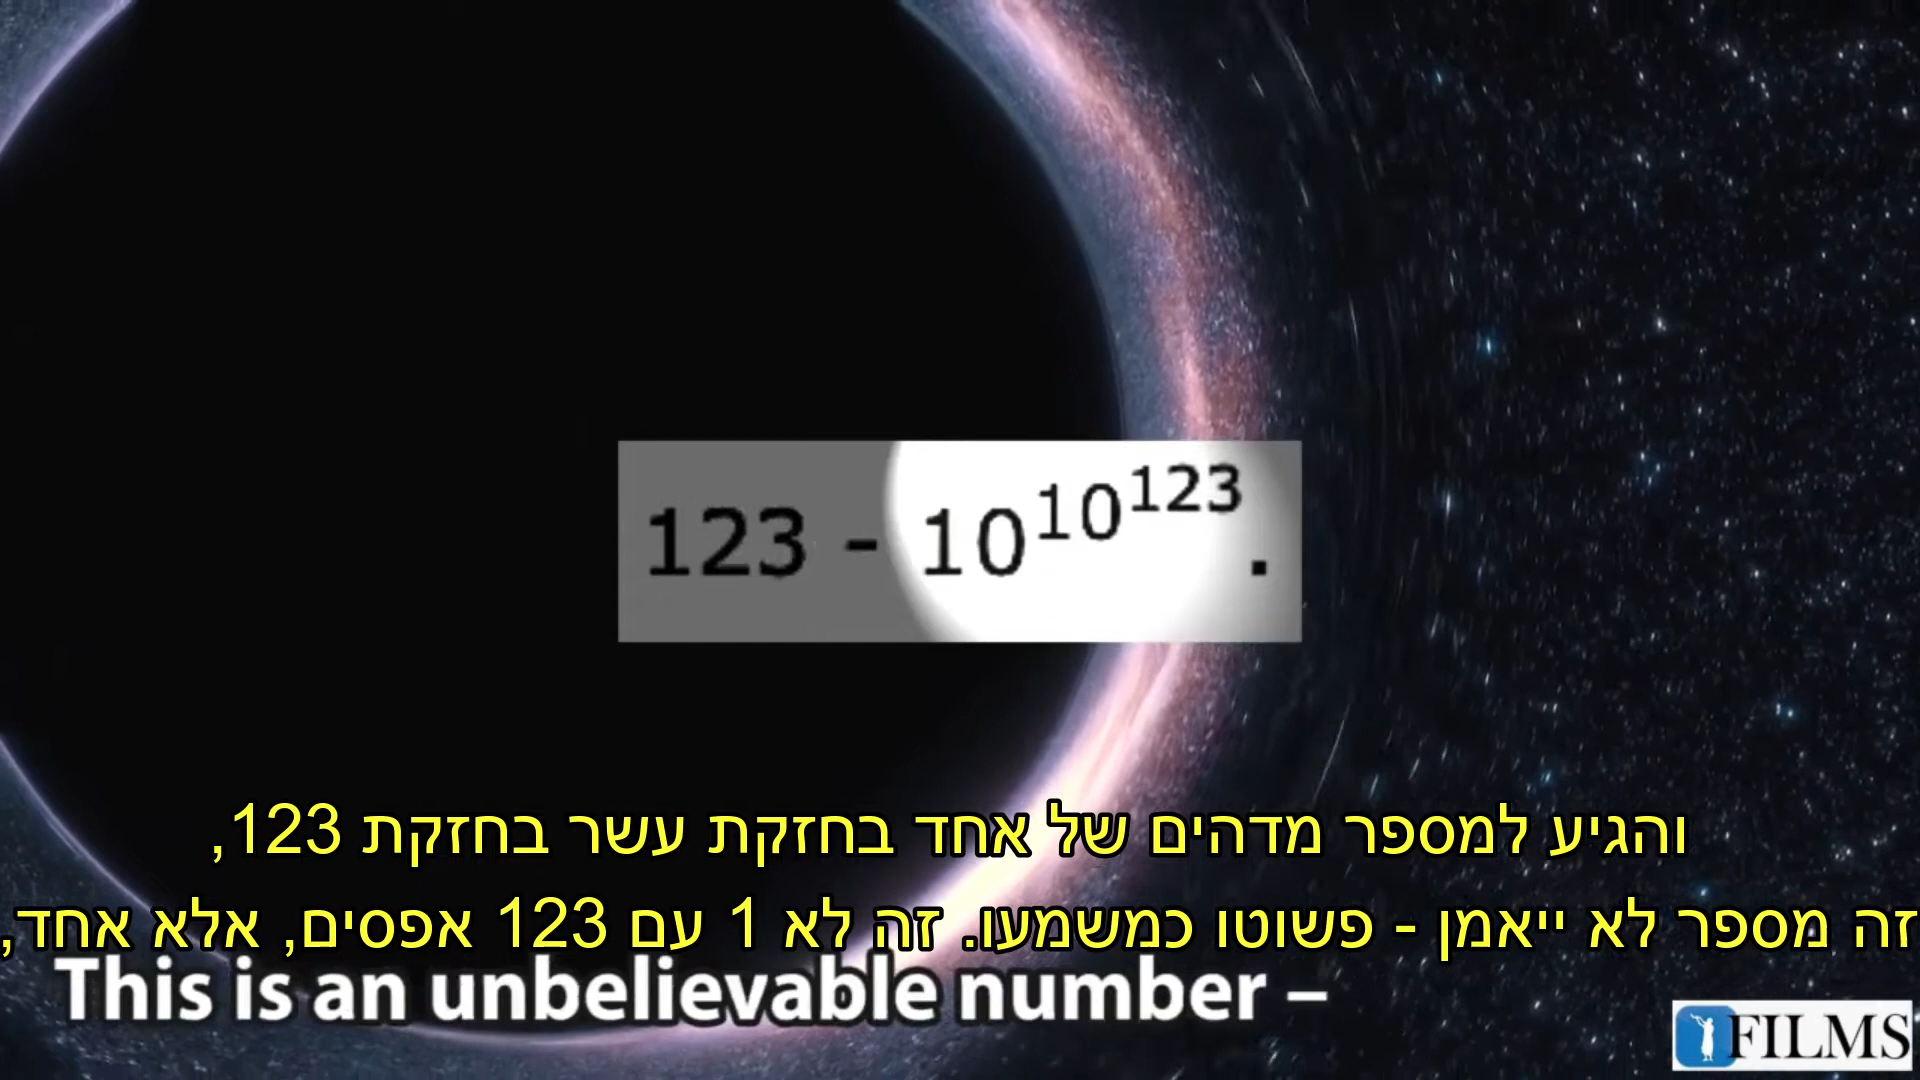 123 - 10^10^123.
והגיע למספר מדהים של אחד בחזקת עשר בחזקת 123,
זה מספר לא ייאמן - פשוטו כמשמעו. זה לא 1 עם 123 אפסים, אלא אחד,
This is an unbelievable number –
FILMS